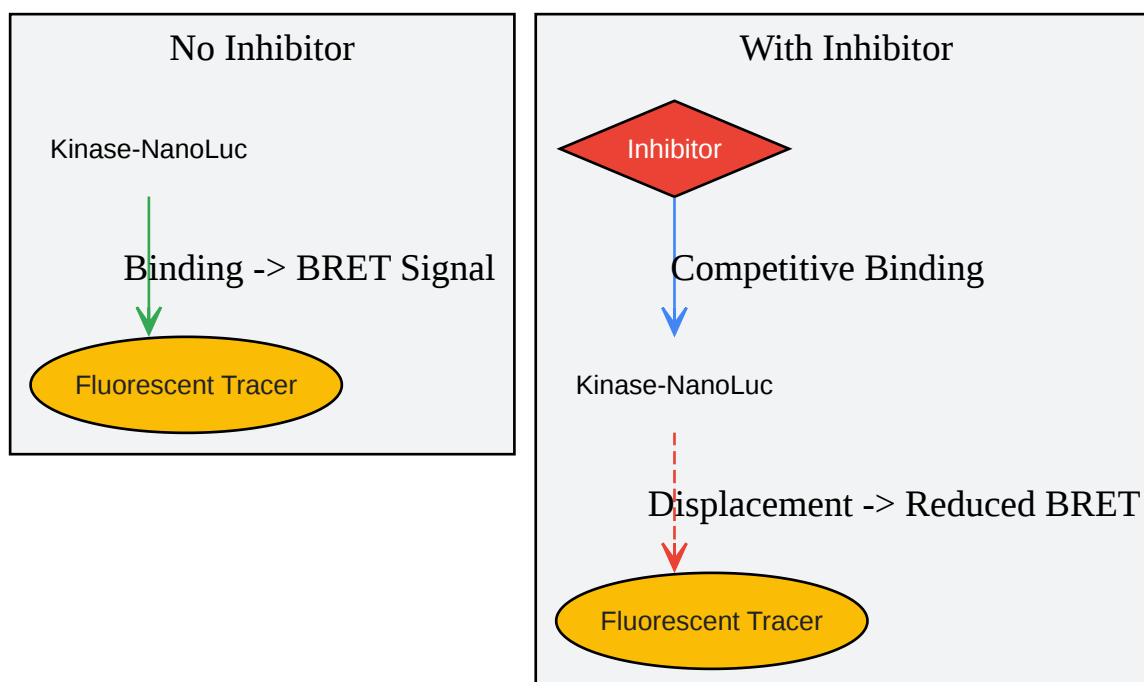 No Inhibitor
Kinase-NanoLuc
Binding -> BRET Signal
Fluorescent Tracer
With Inhibitor
Inhibitor
Competitive Binding
Kinase-NanoLuc
Displacement -> Reduced BRET
Fluorescent Tracer